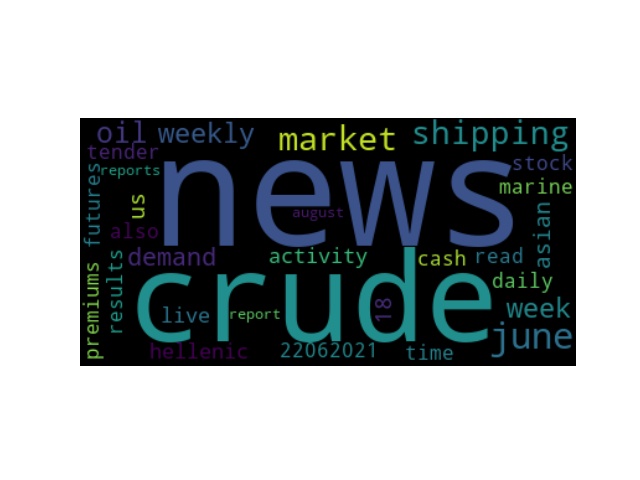 oil weekly market shipping
tender
reports
news
stock
marine
futures
us
august
also
asian
demand
activity
cash read
daily
crude
premiums
results
live
report
18
week
june
hellenic
22062021
time